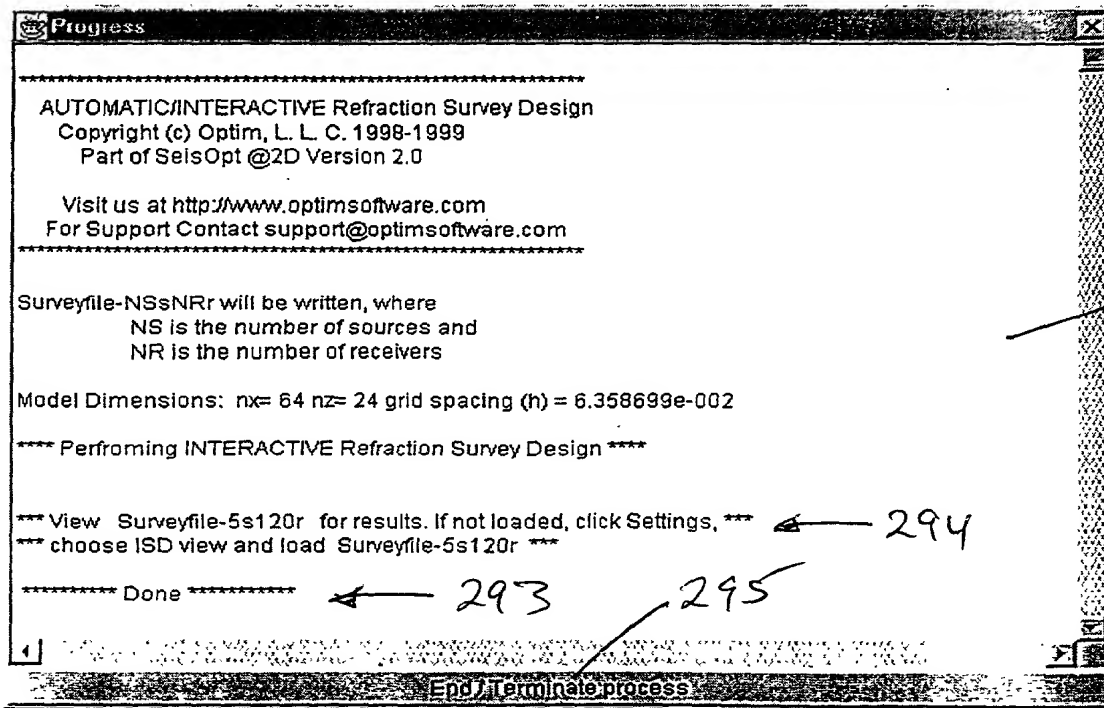 Progress
************************************************************
AUTOMATIC/INTERACTIVE Refraction Survey Design
Copyright (c) Optim, L. L. C. 1998-1999
Part of SeisOpt @2D Version 2.0
Visit us at http://www.optimsoftware.com
For Support Contact support@optimsoftware.com
************************************************************
Surveyfile-NSsNRr will be written, where
NS is the number of sources and
NR is the number of receivers
Model Dimensions: nx= 64 nz= 24 grid spacing (h) = 6.358699e-002
**** Perfroming INTERACTIVE Refraction Survey Design ****
*** View Surveyfile-5s120r for results. If not loaded, click Settings, *** 294
*** choose ISD view and load Surveyfile-5s120r ***
********** Done *********** 293 295
End / Terminate process